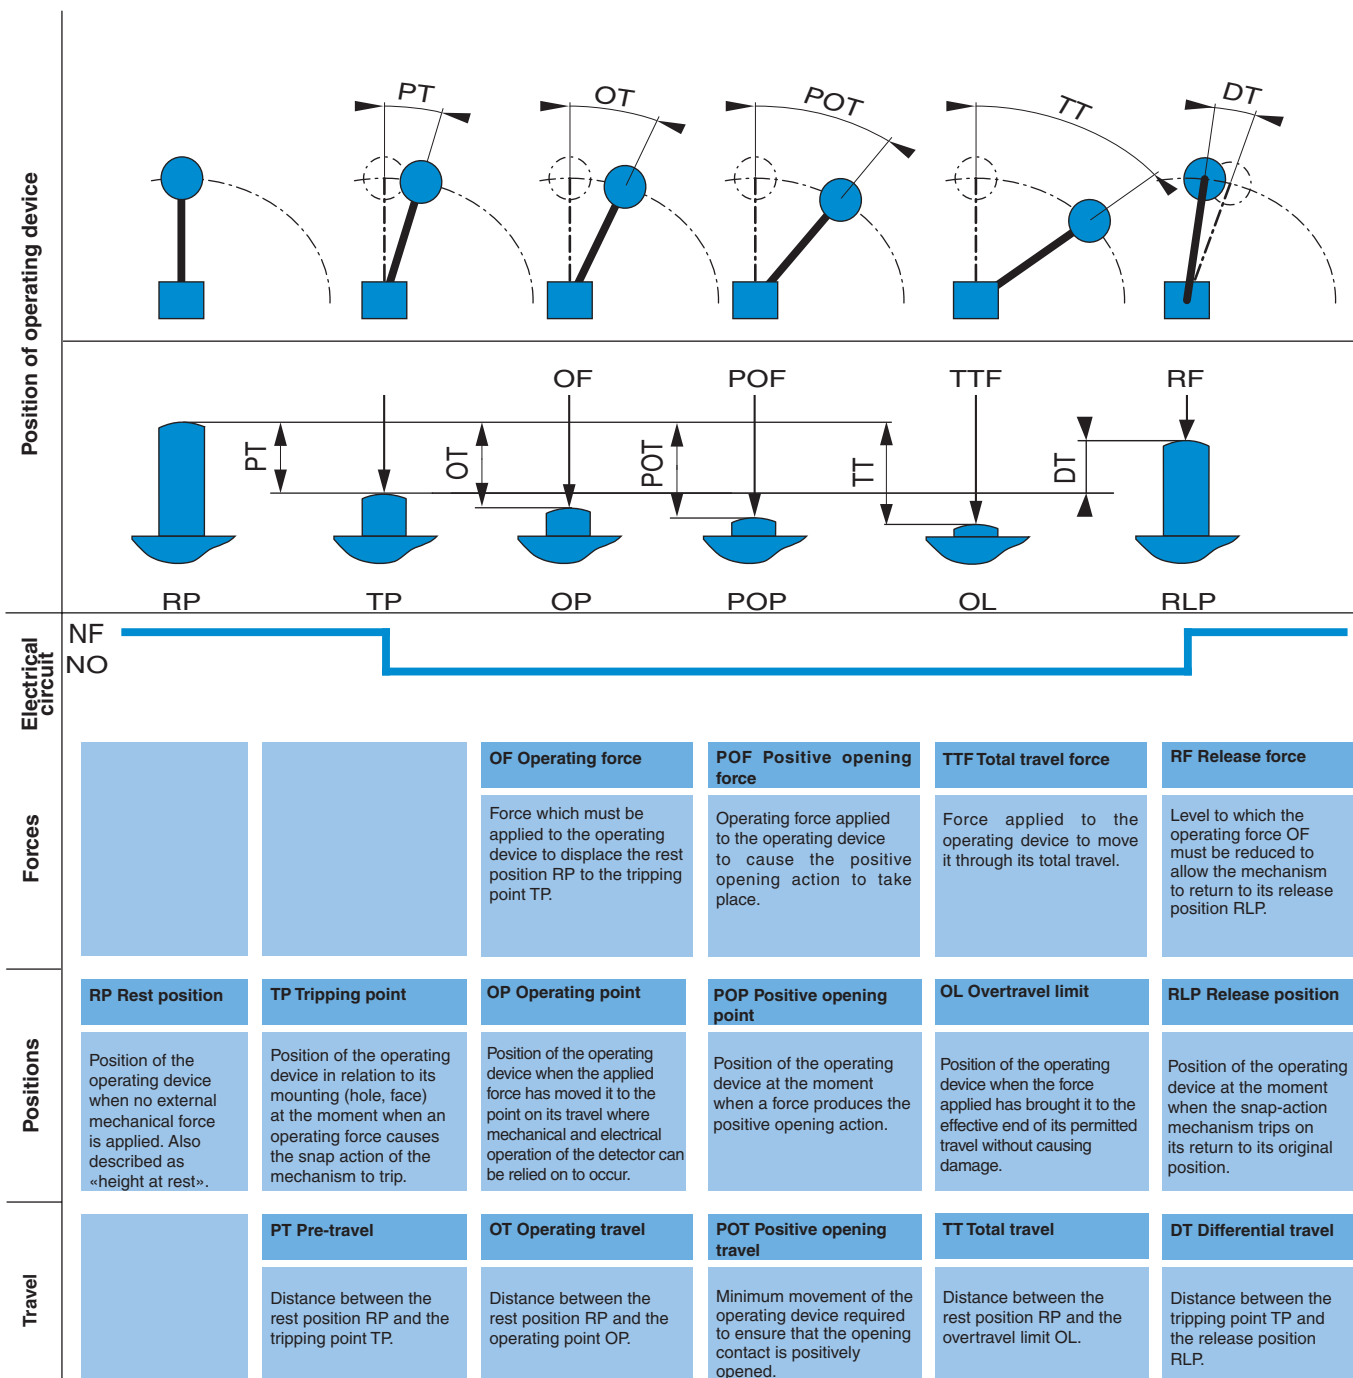 Position of operating device
PT
OT
POT
TT
DT
OF
POF
TTF
RF
PT
OT
POT
TT
DT
RP
TP
OP
POP
OL
RLP
Electrical
circuit
NF
NO
Forces
OF Operating force
Force which must be
applied to the operating
device to displace the rest
position RP to the tripping
point TP.
POF Positive opening
force
Operating force applied
to the operating device
to cause the positive
opening action to take
place.
TTF Total travel force
Force applied to the
operating device to move
it through its total travel.
RF Release force
Level to which the
operating force OF
must be reduced to
allow the mechanism
to return to its release
position RLP.
Positions
RP Rest position
Position of the
operating device
when no external
mechanical force
is applied. Also
described as
«height at rest».
TP Tripping point
Position of the operating
device in relation to its
mounting (hole, face)
at the moment when an
operating force causes
the snap action of the
mechanism to trip.
OP Operating point
Position of the operating
device when the applied
force has moved it to the
point on its travel where
mechanical and electrical
operation of the detector can
be relied on to occur.
POP Positive opening
point
Position of the operating
device at the moment
when a force produces the
positive opening action.
OL Overtravel limit
Position of the operating
device when the force
applied has brought it to the
effective end of its permitted
travel without causing
damage.
RLP Release position
Position of the operating
device at the moment
when the snap-action
mechanism trips on
its return to its original
position.
Travel
PT Pre-travel
Distance between the
rest position RP and the
tripping point TP.
OT Operating travel
Distance between the
rest position RP and the
operating point OP.
POT Positive opening
travel
Minimum movement of the
operating device required
to ensure that the opening
contact is positively
opened.
TT Total travel
Distance between the
rest position RP and the
overtravel limit OL.
DT Differential travel
Distance between the
tripping point TP and
the release position
RLP.